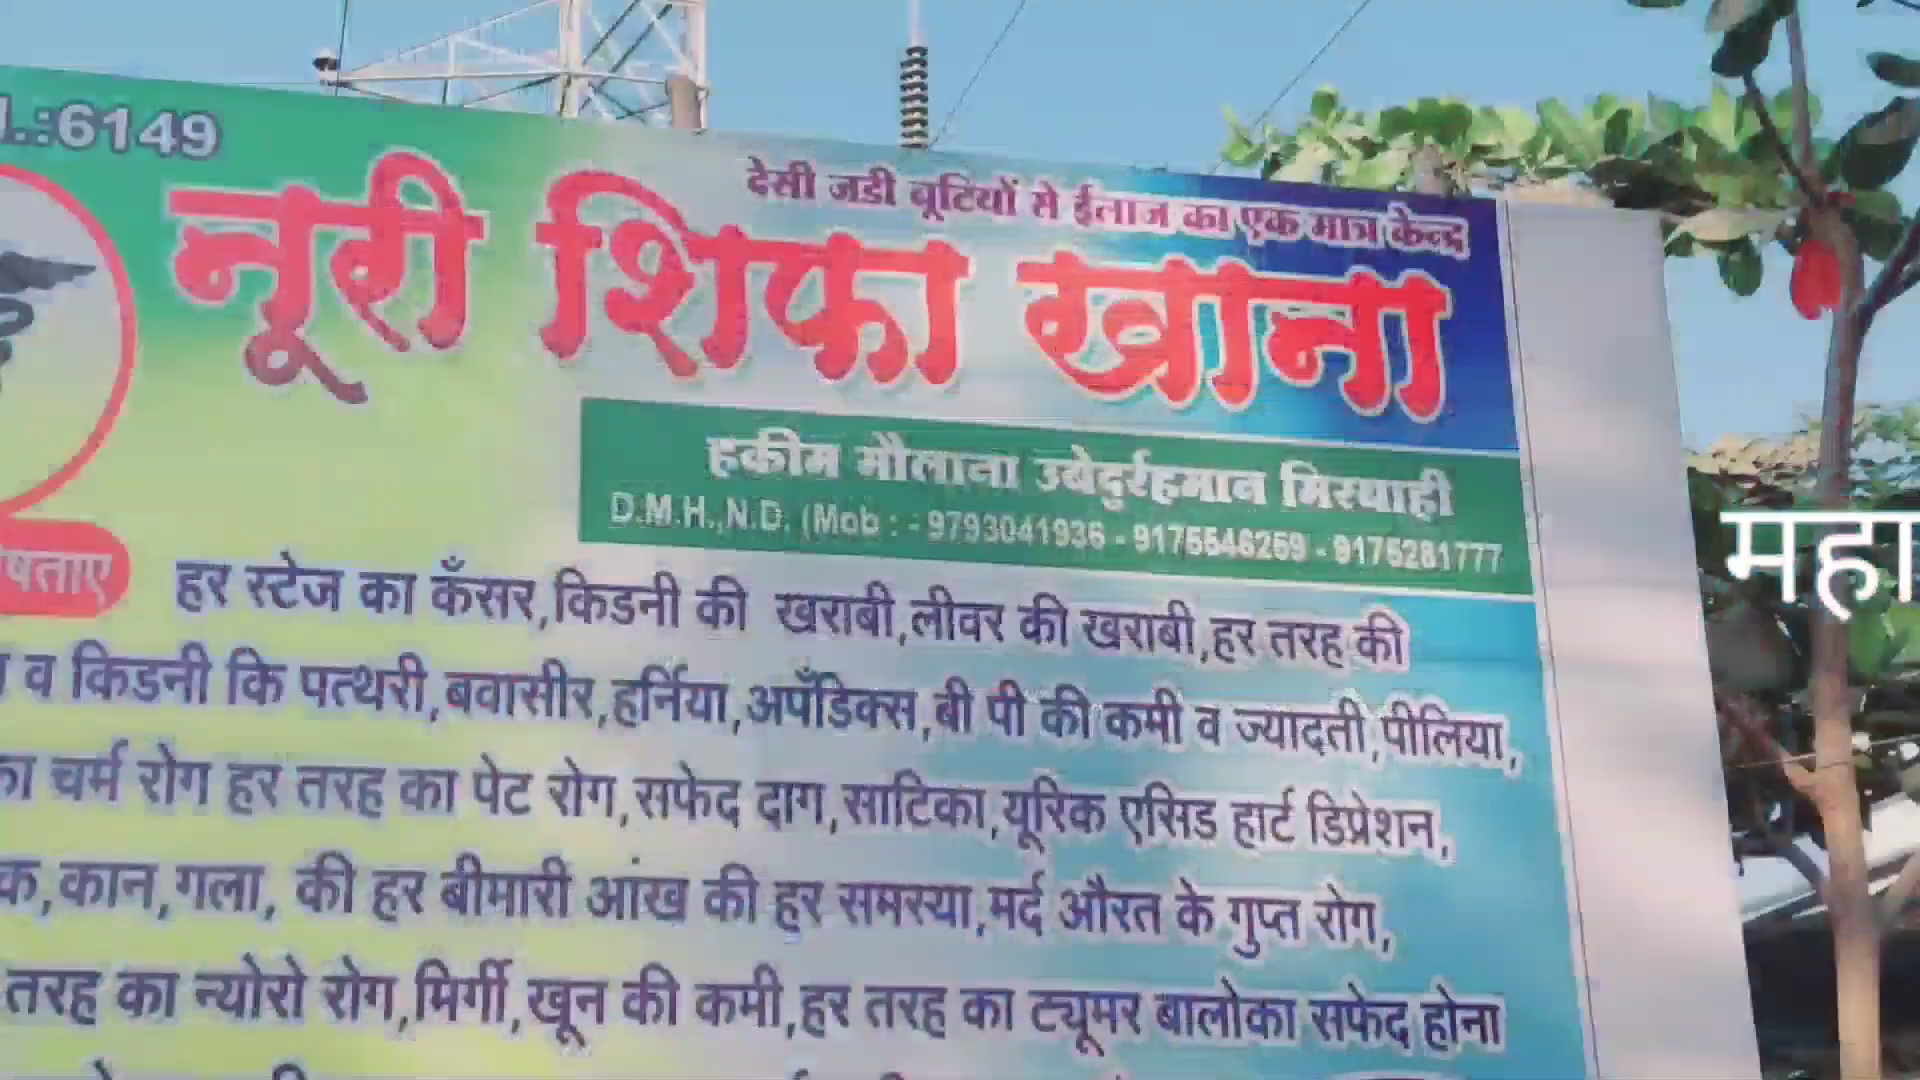 .:6149
देसी जडी बूटियों से ईलाज का एक मात्र केन्द्र
नूरी शिफा खाना
हकीम मौलाना उबेदुर्रहमान मिस्बाही
D.M.H.,N.D. (Mob : - 9793041936 - 9175546259 - 9175281777
षताए
हर स्टेज का कँसर,किडनी की खराबी,लीवर की खराबी,हर तरह की
व किडनी कि पत्थरी,बवासीर,हर्निया,अपँडिक्स,बी पी की कमी व ज्यादती,पीलिया,
का चर्म रोग हर तरह का पेट रोग,सफेद दाग,साटिका,यूरिक एसिड हार्ट डिप्रेशन,
क,कान,गला, की हर बीमारी आंख की हर समस्या,मर्द औरत के गुप्त रोग,
तरह का न्योरो रोग,मिर्गी,खून की कमी,हर तरह का ट्यूमर बालोका सफेद होना
महा